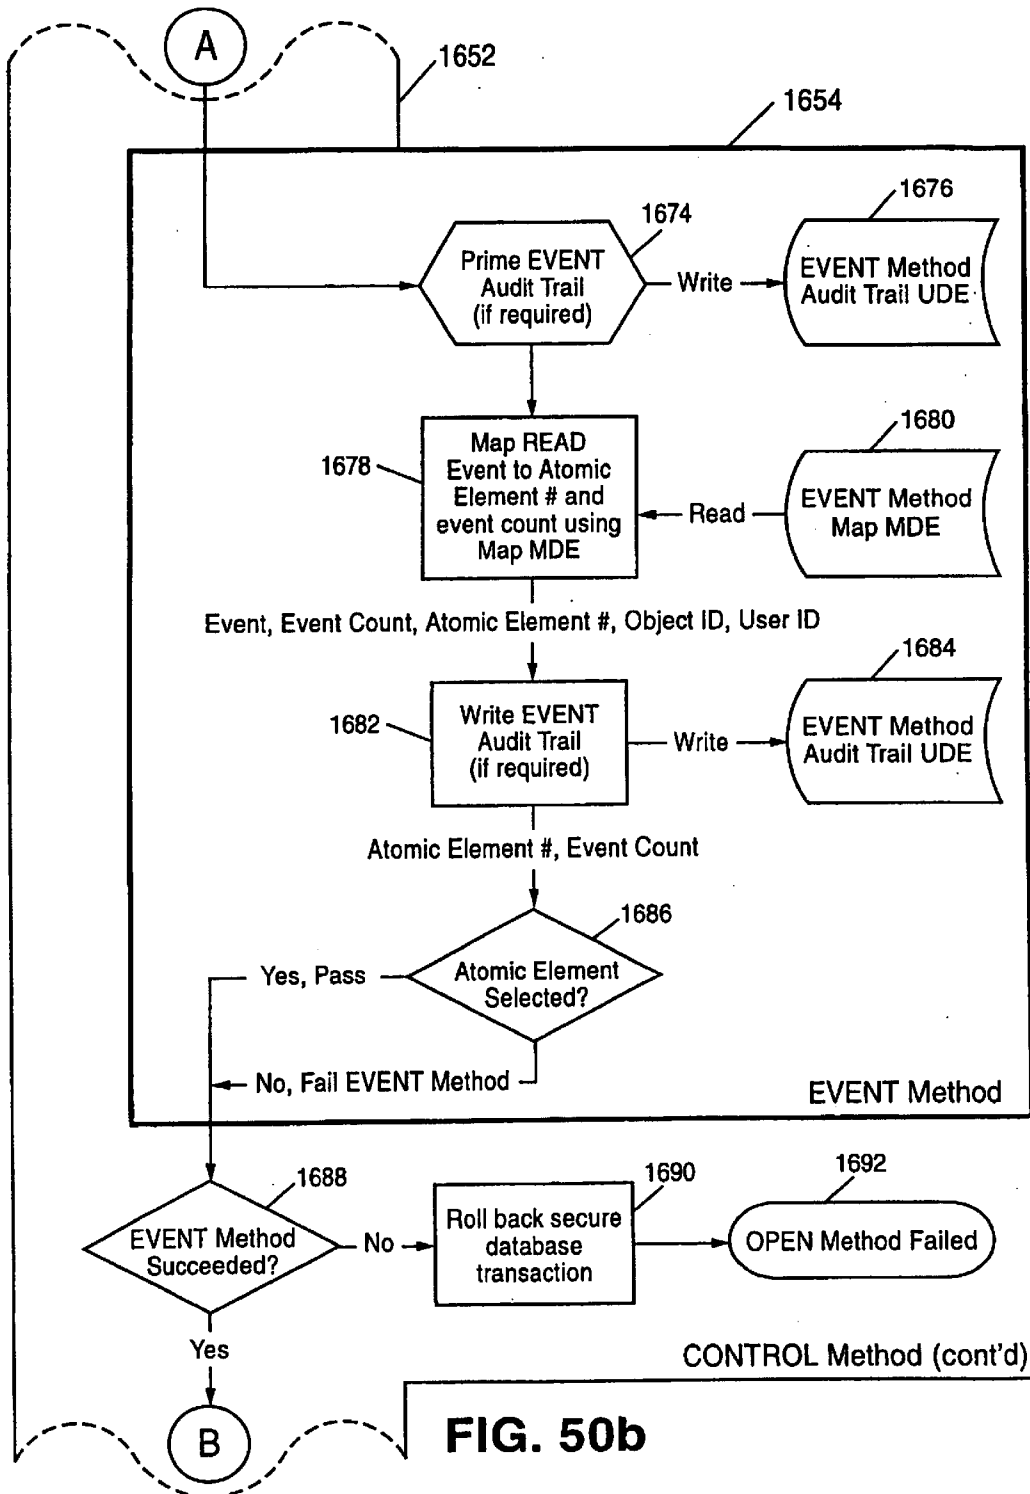 A
1652
1654
1674
1676
Prime EVENT
Audit Trail
(if required)
Write
EVENT Method
Audit Trail UDE
1678
Map READ
Event to Atomic
Element # and
event count using
Map MDE
Read
1680
EVENT Method
Map MDE
Event, Event Count, Atomic Element #, Object ID, User ID
1682
Write EVENT
Audit Trail
(if required)
Write
1684
EVENT Method
Audit Trail UDE
Atomic Element #, Event Count
1686
Atomic Element
Selected?
Yes, Pass
No, Fail EVENT Method
EVENT Method
1688
EVENT Method
Succeeded?
No
1690
Roll back secure
database
transaction
1692
OPEN Method Failed
Yes
CONTROL Method (cont'd)
B
FIG. 50b